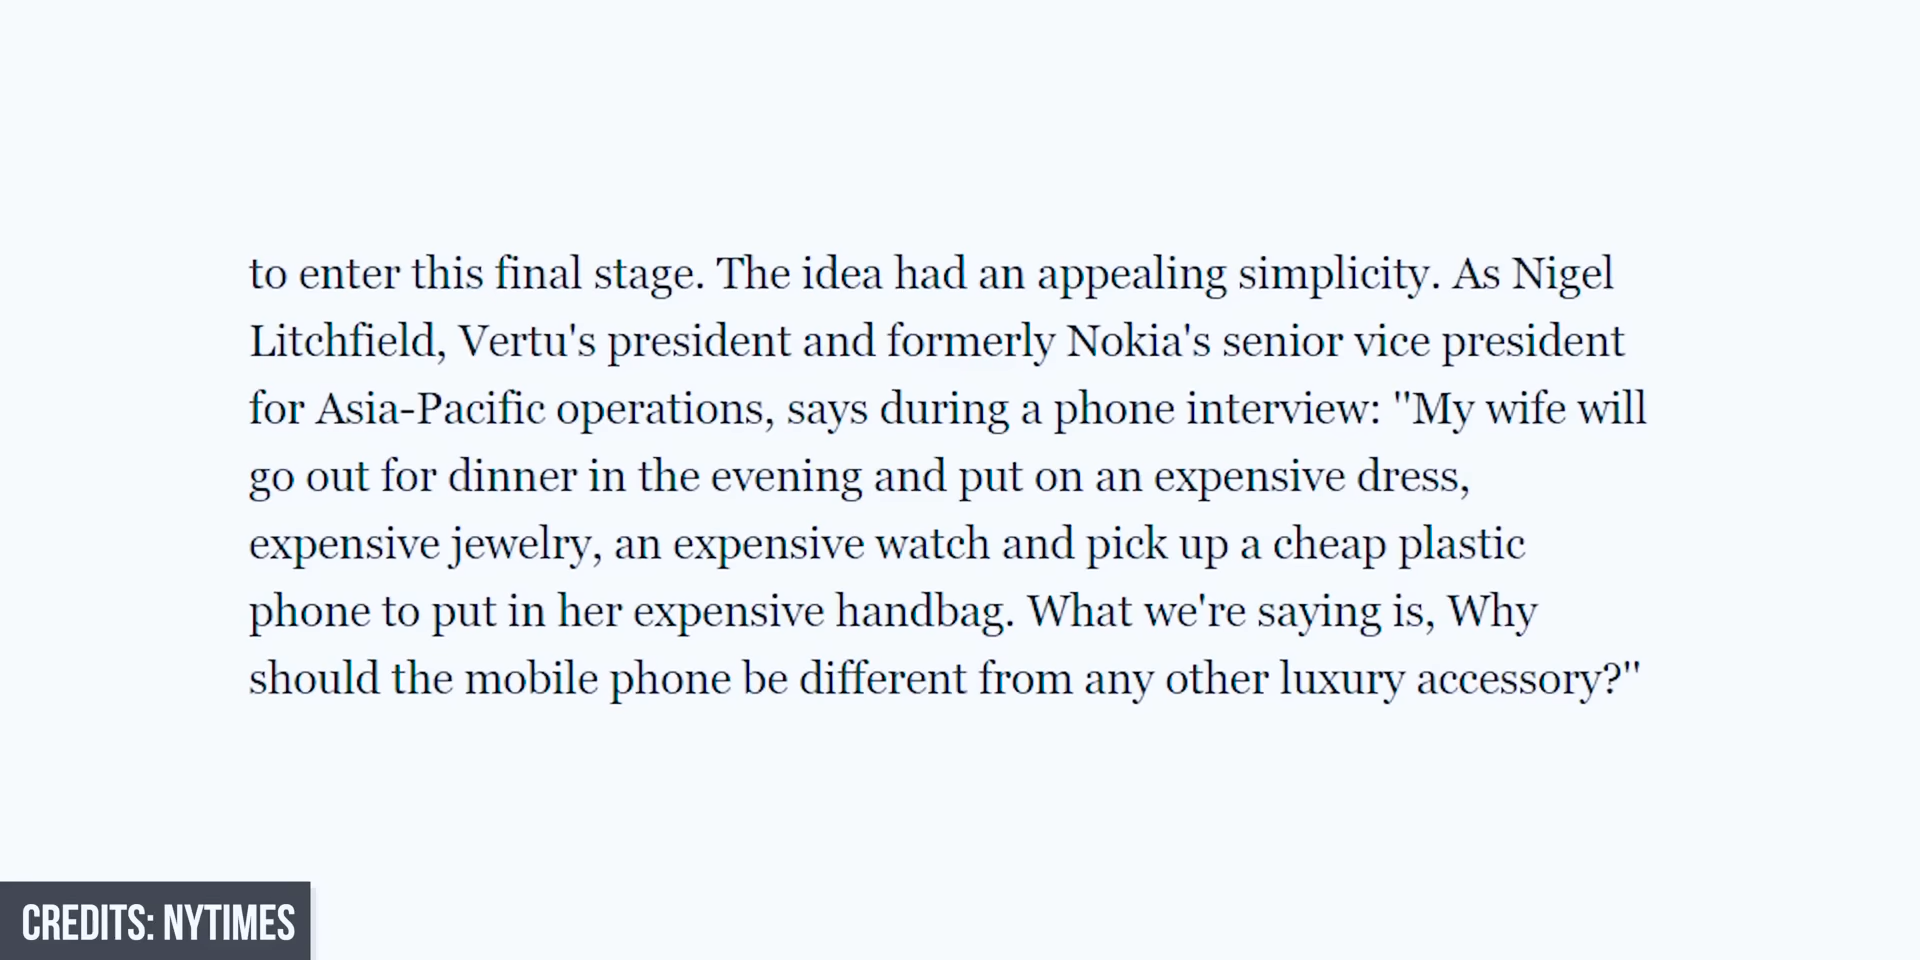 to enter this final stage. The idea had an appealing simplicity. As Nigel
Litchfield, Vertu's president and formerly Nokia's senior vice president
for Asia-Pacific operations, says during a phone interview: ''My wife will
go out for dinner in the evening and put on an expensive dress,
expensive jewelry, an expensive watch and pick up a cheap plastic
phone to put in her expensive handbag. What we're saying is, Why
should the mobile phone be different from any other luxury accessory?''
CREDITS: NYTIMES